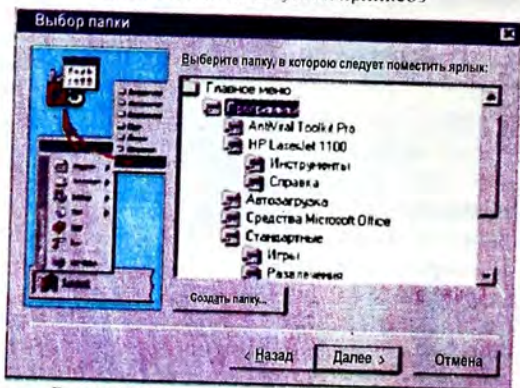 Выбор папки
Выберите папку, в которою следует поместить ярлык:
Главное меню
Программы
AntiViral Toolkit Pro
HP LaserJet 1100
Инструменты
Справка
Автозагрузка
Средства Microsoft Office
Стандартные
Игры
Развлечения
Создать папку...
< Назад
Далее >
Отмена